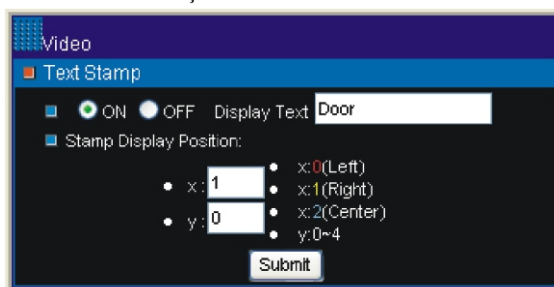 Video
Text Stamp
ON OFF Display Text Door
Stamp Display Position:
x: 1
y: 0
x:0(Left)
x:1(Right)
x:2(Center)
y:0~4
Submit